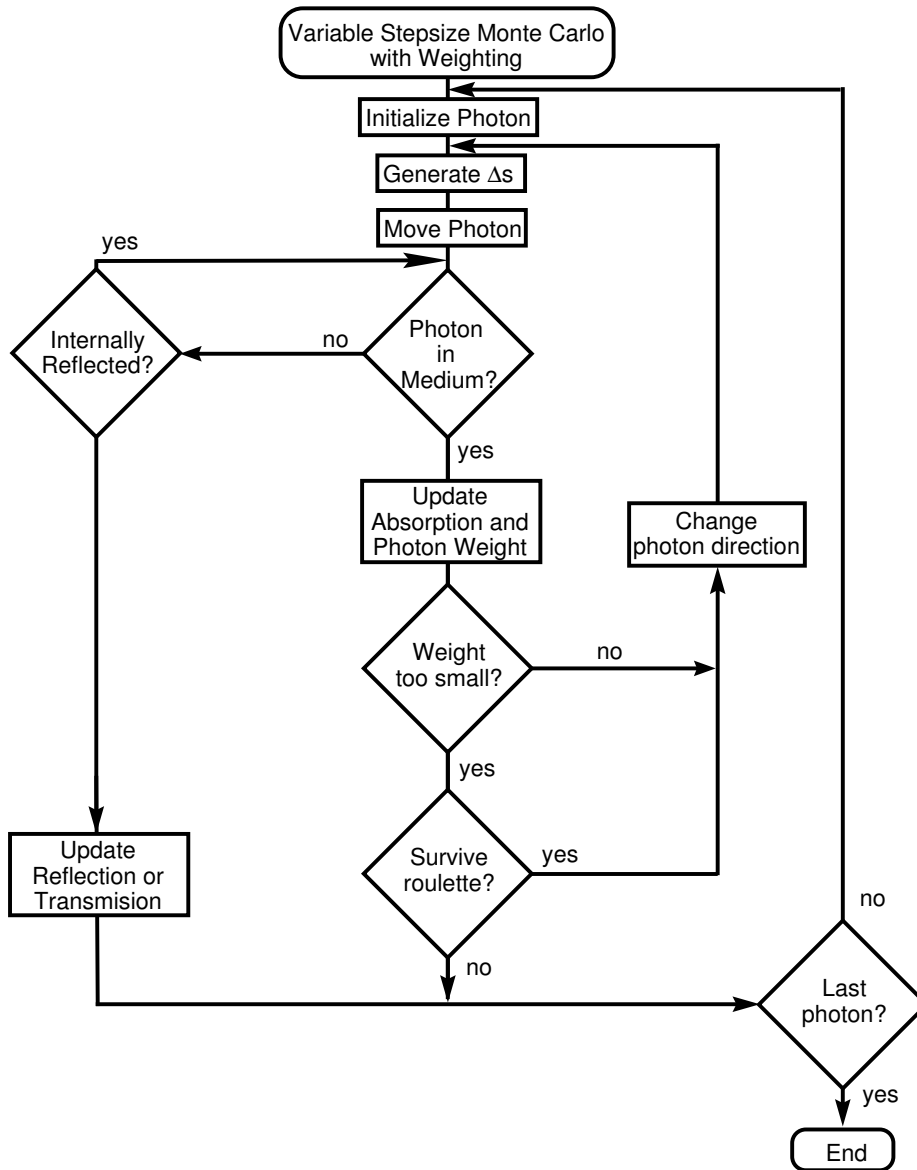 Variable Stepsize Monte Carlo
with Weighting
Initialize Photon
Generate Δs
Move Photon
yes
Internally
Reflected?
no
Photon
in
Medium?
yes
Update
Absorption and
Photon Weight
Change
photon direction
Weight
too small?
no
yes
Update
Reflection or
Transmision
Survive
roulette?
yes
no
no
Last
photon?
yes
End